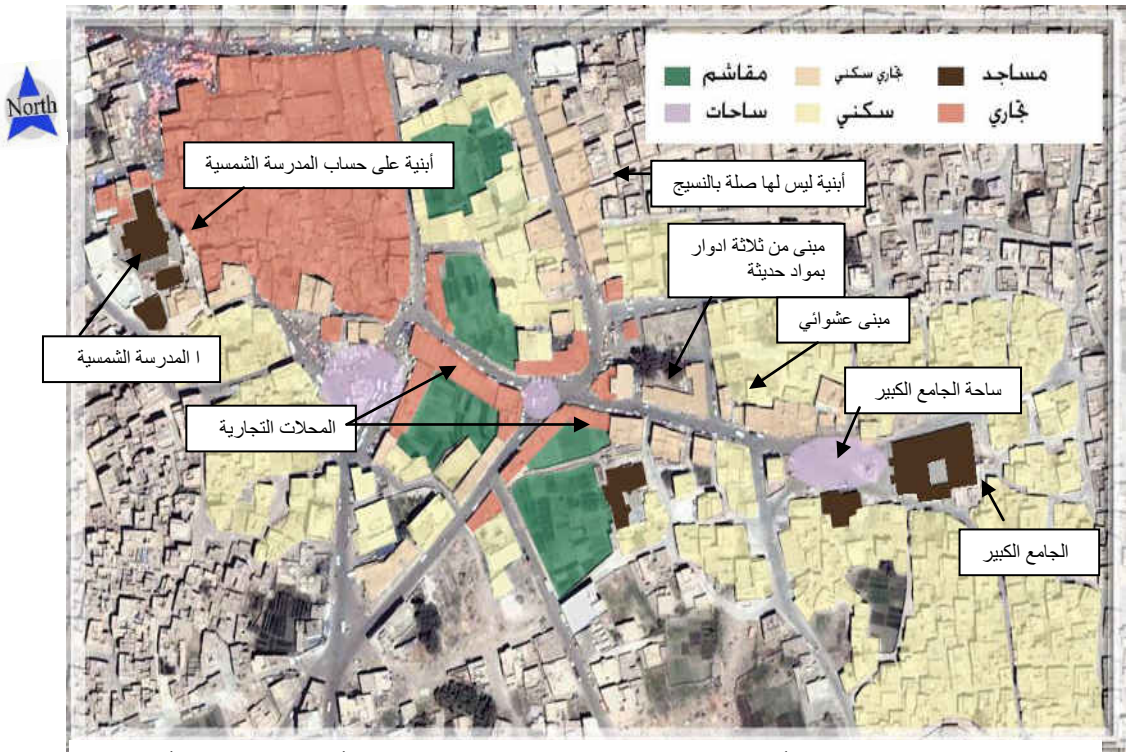 North
مساجد
تجاري سكني
مقاشم
تجاري
سكني
ساحات
أبنية على حساب المدرسة الشمسية
أبنية ليس لها صلة بالنسيج
مبنى من ثلاثة ادوار
بمواد حديثة
مبنى عشوائي
ا المدرسة الشمسية
ساحة الجامع الكبير
المحلات التجارية
الجامع الكبير